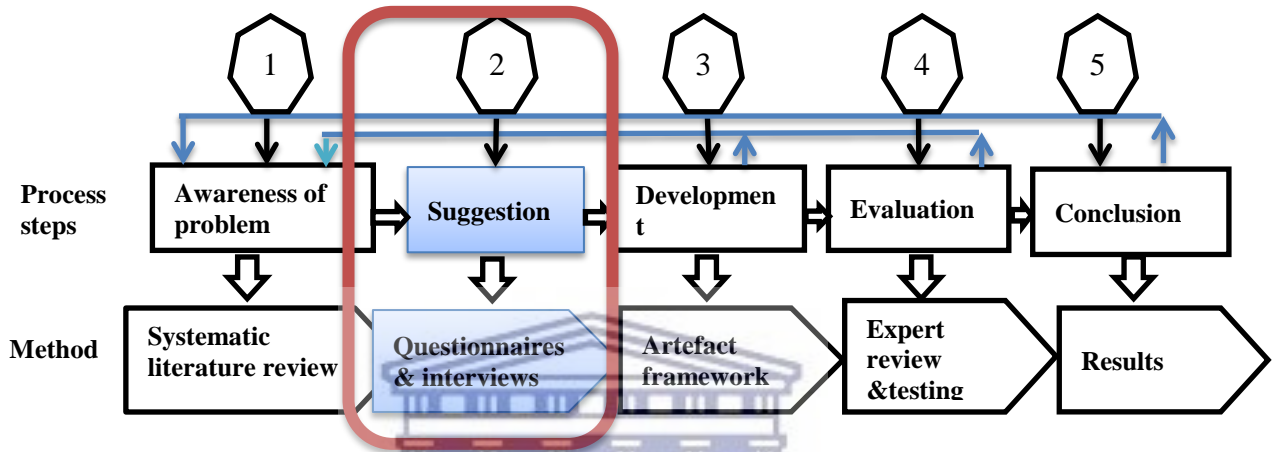 1
2
3
4
5
Process
steps
Awareness of
problem
Suggestion
Developmen
t
Evaluation
Conclusion
Method
Systematic
literature review
Questionnaires
& interviews
Artefact
framework
Expert
review
&testing
Results